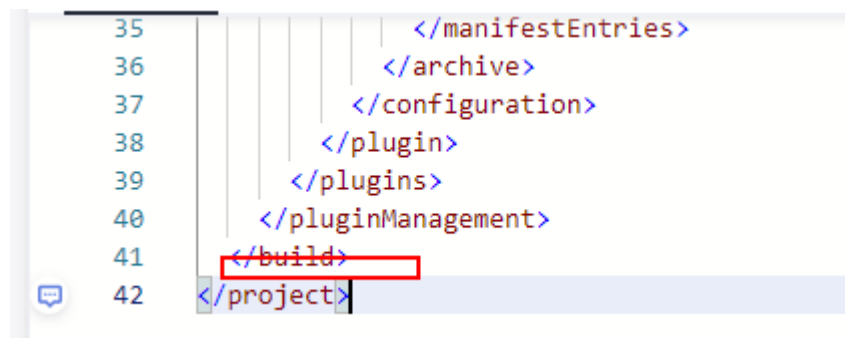 35 </manifestEntries>
36 </archive>
37 </configuration>
38 </plugin>
39 </plugins>
40 </pluginManagement>
41 </build>
42 </project>